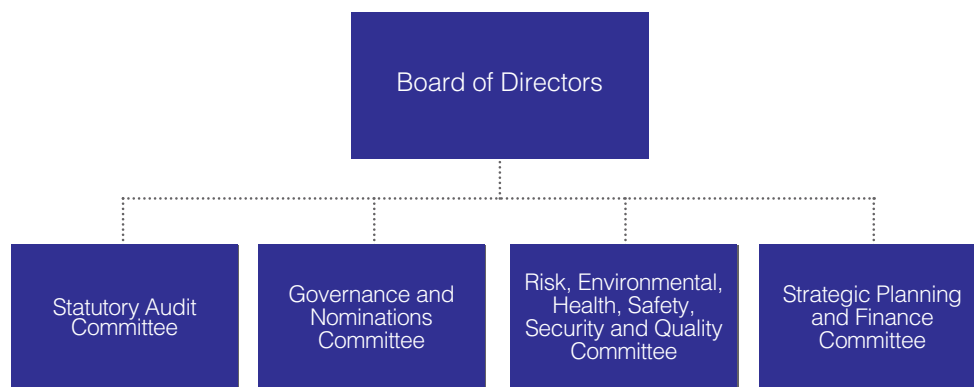 Board of Directors
Statutory Audit
Committee
Governance and
Nominations
Committee
Risk, Environmental,
Health, Safety,
Security and Quality
Committee
Strategic Planning
and Finance
Committee